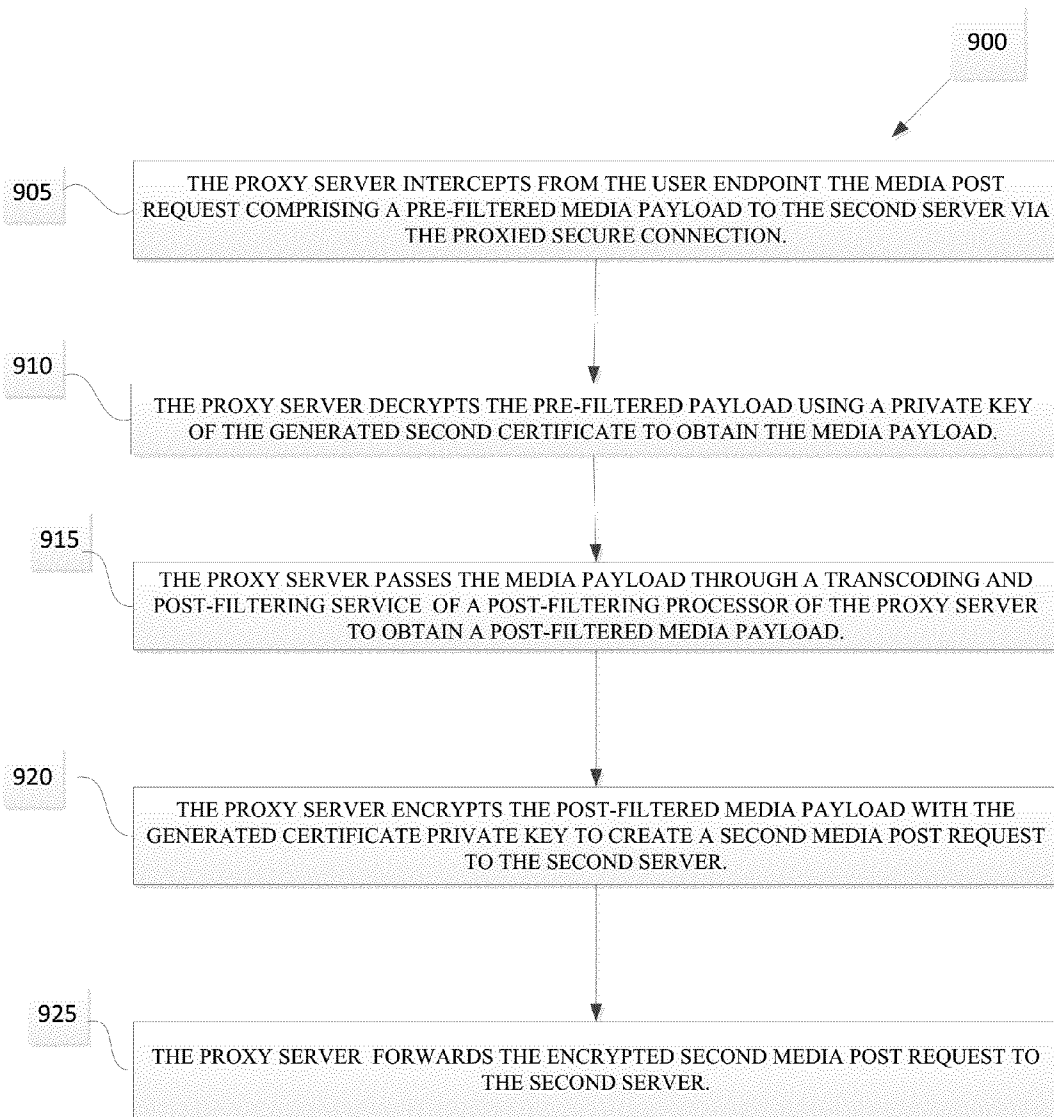 900
905
THE PROXY SERVER INTERCEPTS FROM THE USER ENDPOINT THE MEDIA POST
REQUEST COMPRISING A PRE-FILTERED MEDIA PAYLOAD TO THE SECOND SERVER VIA
THE PROXIED SECURE CONNECTION.
910
THE PROXY SERVER DECRYPTS THE PRE-FILTERED PAYLOAD USING A PRIVATE KEY
OF THE GENERATED SECOND CERTIFICATE TO OBTAIN THE MEDIA PAYLOAD.
915
THE PROXY SERVER PASSES THE MEDIA PAYLOAD THROUGH A TRANSCODING AND
POST-FILTERING SERVICE OF A POST-FILTERING PROCESSOR OF THE PROXY SERVER
TO OBTAIN A POST-FILTERED MEDIA PAYLOAD.
920
THE PROXY SERVER ENCRYPTS THE POST-FILTERED MEDIA PAYLOAD WITH THE
GENERATED CERTIFICATE PRIVATE KEY TO CREATE A SECOND MEDIA POST REQUEST
TO THE SECOND SERVER.
925
THE PROXY SERVER FORWARDS THE ENCRYPTED SECOND MEDIA POST REQUEST TO
THE SECOND SERVER.